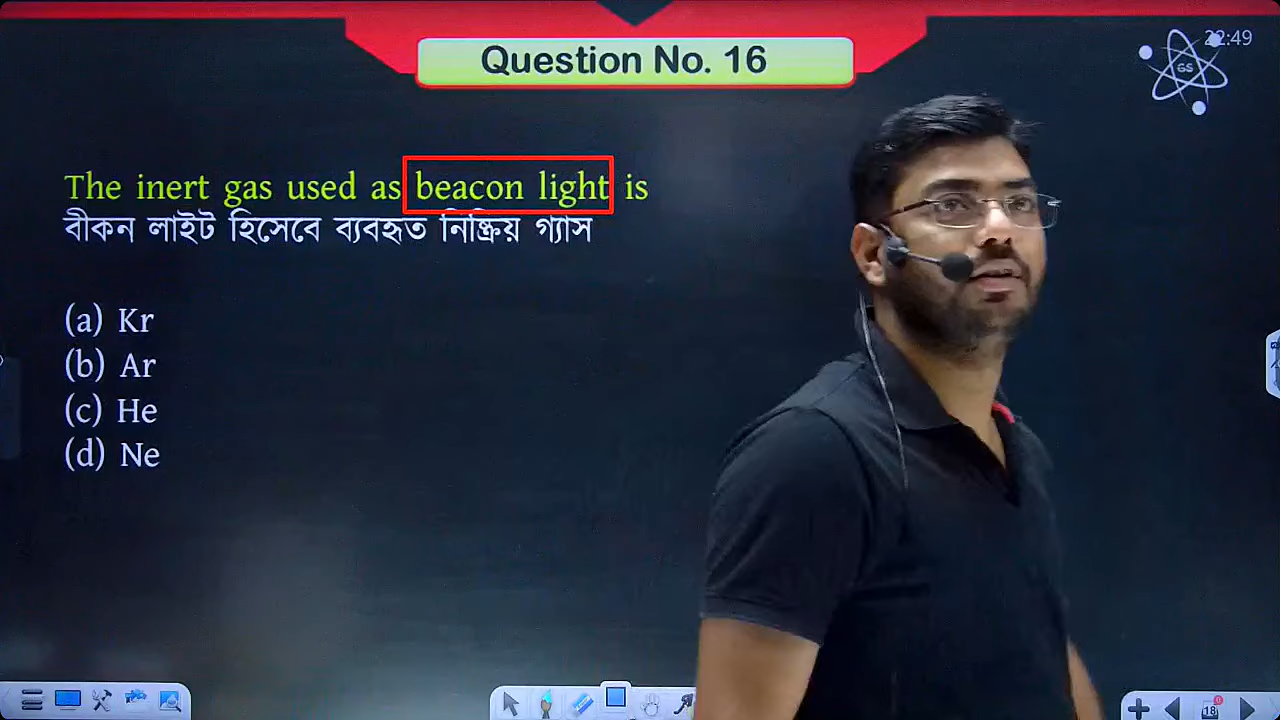 Question No. 16
22:49
GS
The inert gas used as beacon light is
বীকন লাইট হিসেবে ব্যবহৃত নিষ্ক্রিয় গ্যাস
(a) Kr
(b) Ar
(c) He
(d) Ne
18